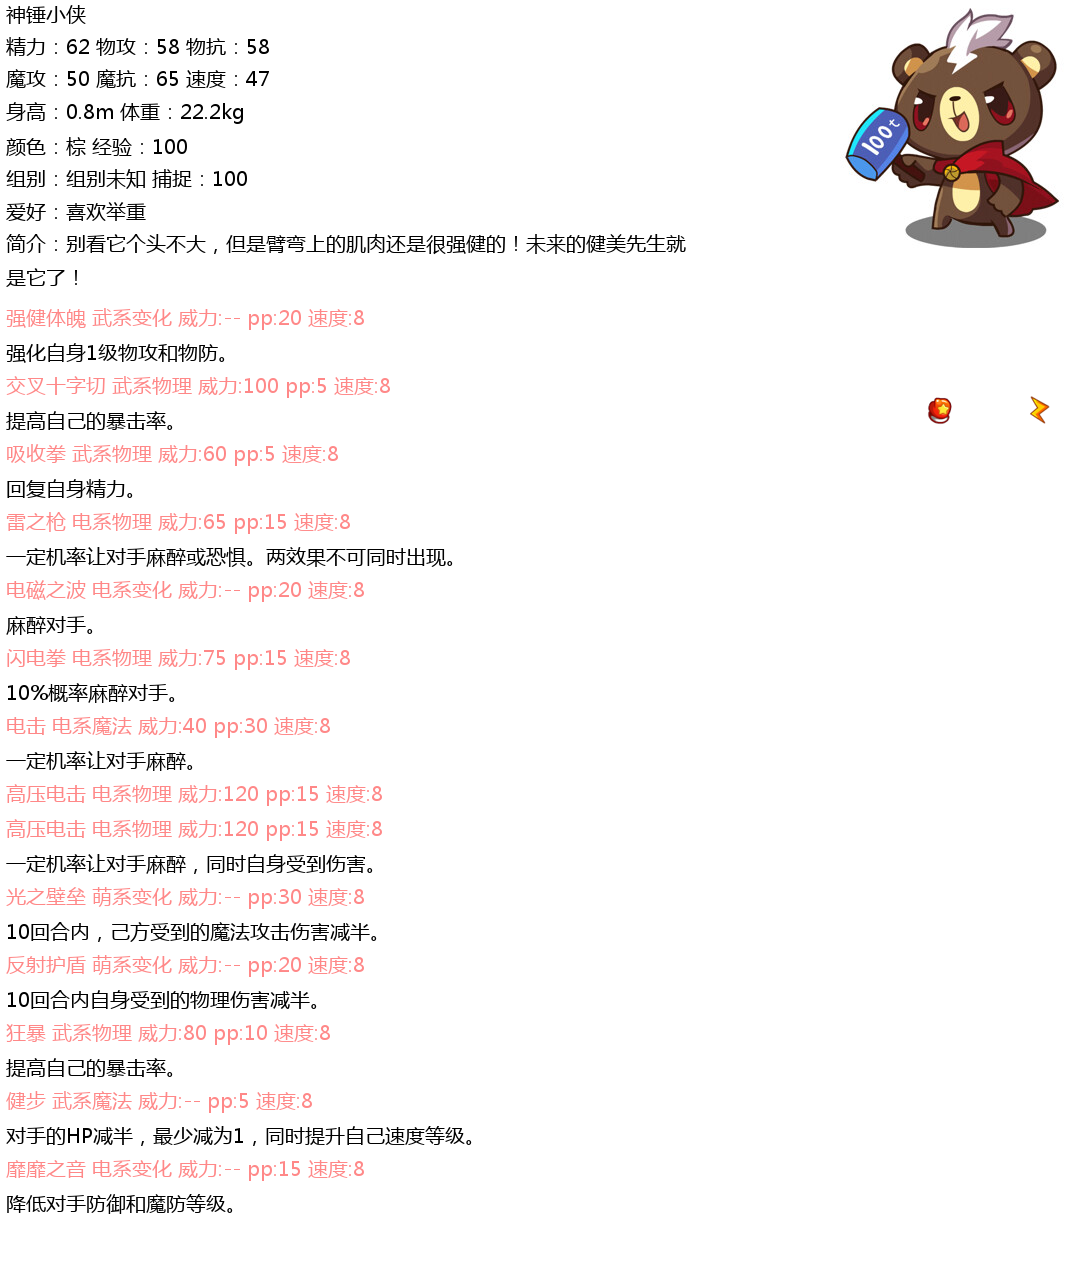 神锤小侠
精力：62 物攻：58 物抗：58
魔攻：50 魔抗：65 速度：47
身高：0.8m 体重：22.2kg
颜色：棕 经验：100
组别：组别未知 捕捉：100
爱好：喜欢举重
简介：别看它个头不大，但是臂弯上的肌肉还是很强健的！未来的健美先生就
是它了！
100t
强健体魄 武系变化 威力:-- pp:20 速度:8
强化自身1级物攻和物防。
交叉十字切 武系物理 威力:100 pp:5 速度:8
提高自己的暴击率。
吸收拳 武系物理 威力:60 pp:5 速度:8
回复自身精力。
雷之枪 电系物理 威力:65 pp:15 速度:8
一定机率让对手麻醉或恐惧。两效果不可同时出现。
电磁之波 电系变化 威力:-- pp:20 速度:8
麻醉对手。
闪电拳 电系物理 威力:75 pp:15 速度:8
10%概率麻醉对手。
电击 电系魔法 威力:40 pp:30 速度:8
一定机率让对手麻醉。
高压电击 电系物理 威力:120 pp:15 速度:8
高压电击 电系物理 威力:120 pp:15 速度:8
一定机率让对手麻醉，同时自身受到伤害。
光之壁垒 萌系变化 威力:-- pp:30 速度:8
10回合内，己方受到的魔法攻击伤害减半。
反射护盾 萌系变化 威力:-- pp:20 速度:8
10回合内自身受到的物理伤害减半。
狂暴 武系物理 威力:80 pp:10 速度:8
提高自己的暴击率。
健步 武系魔法 威力:-- pp:5 速度:8
对手的HP减半，最少减为1，同时提升自己速度等级。
靡靡之音 电系变化 威力:-- pp:15 速度:8
降低对手防御和魔防等级。